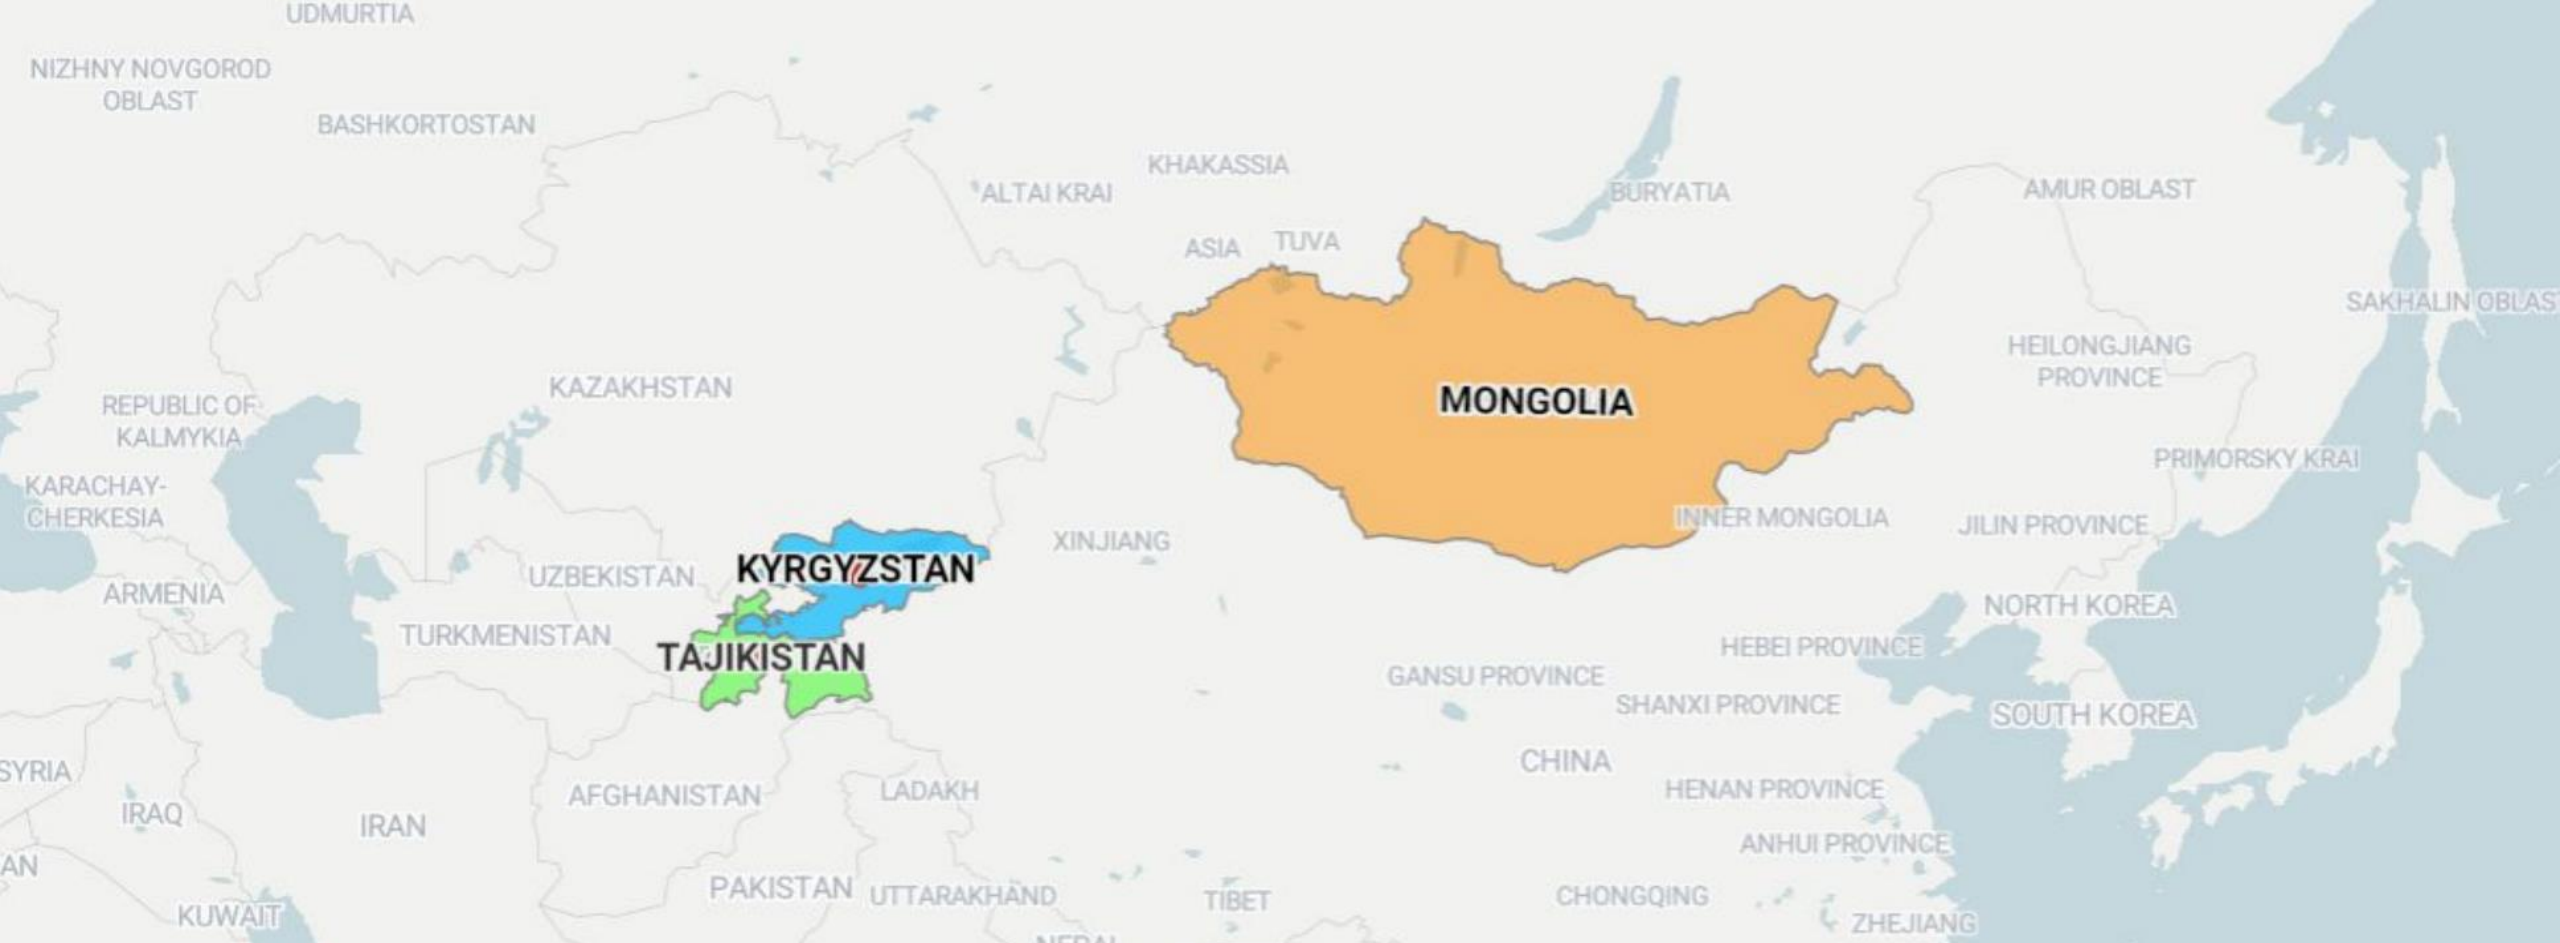 UDMURTIA
NIZHNY NOVGOROD
OBLAST
BASHKORTOSTAN
KHAKASSIA
ALTAI KRAI
BURYATIA
AMUR OBLAST
ASIA
TUVA
SAKHALIN OBLAS
HEILONGJIANG
PROVINCE
KAZAKHSTAN
MONGOLIA
REPUBLIC OF
KALMYKIA
PRIMORSKY KRAI
KARACHAY-
CHERKESIA
INNER MONGOLIA
JILIN PROVINCE
XINJIANG
KYRGYZSTAN
UZBEKISTAN
ARMENIA
NORTH KOREA
TURKMENISTAN
HEBEI PROVINCE
TAJIKISTAN
GANSU PROVINCE
SHANXI PROVINCE
SOUTH KOREA
CHINA
SYRIA
HENAN PROVINCE
LADAKH
AFGHANISTAN
IRAQ
IRAN
ANHUI PROVINCE
AN
PAKISTAN
UTTARAKHAND
TIBET
CHONGQING
KUWAIT
ZHEJIANG
NEPAL